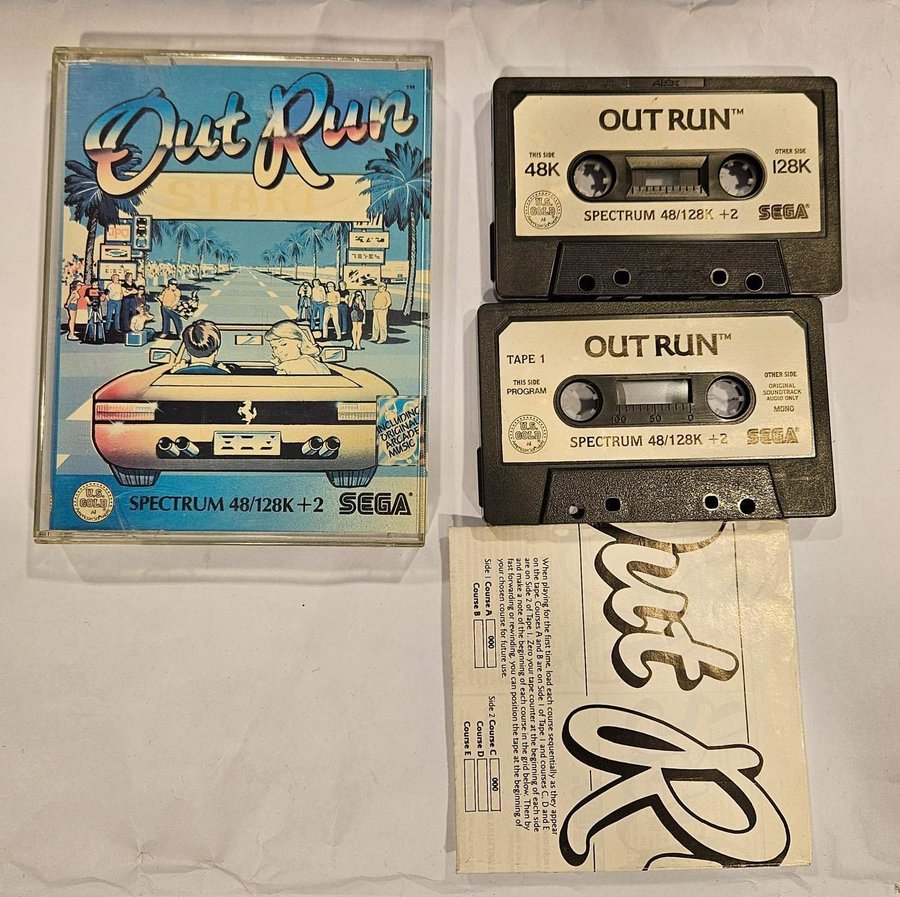 Out Run™
START
INCLUDING
ORIGINAL
ARCADE
MUSIC
U.S.
GOLD
SPECTRUM 48/128K +2
SEGA®
OUT RUN™
THIS SIDE
48K
OTHER SIDE
128K
U.S.
GOLD
SPECTRUM 48/128K +2
SEGA®
OUT RUN™
TAPE 1
THIS SIDE
PROGRAM
OTHER SIDE
ORIGINAL
SOUNDTRACK
AUDIO ONLY
MONO
100 50 0
U.S.
GOLD
SPECTRUM 48/128K +2
SEGA®
Out R
When playing for the first time, load each course sequentially as they appear
on the tape. Courses A and B are on Side 1 of Tape 1 and courses C, D and E
are on Side 2 of Tape 1. Zero your tape counter at the beginning of each side
and make a note of the beginning of each course in the grid below. Then by
fast forwarding or rewinding, you can position the tape at the beginning of
your chosen course for future use.
Side 1 Course A 000
Course B
Side 2 Course C 000
Course D
Course E